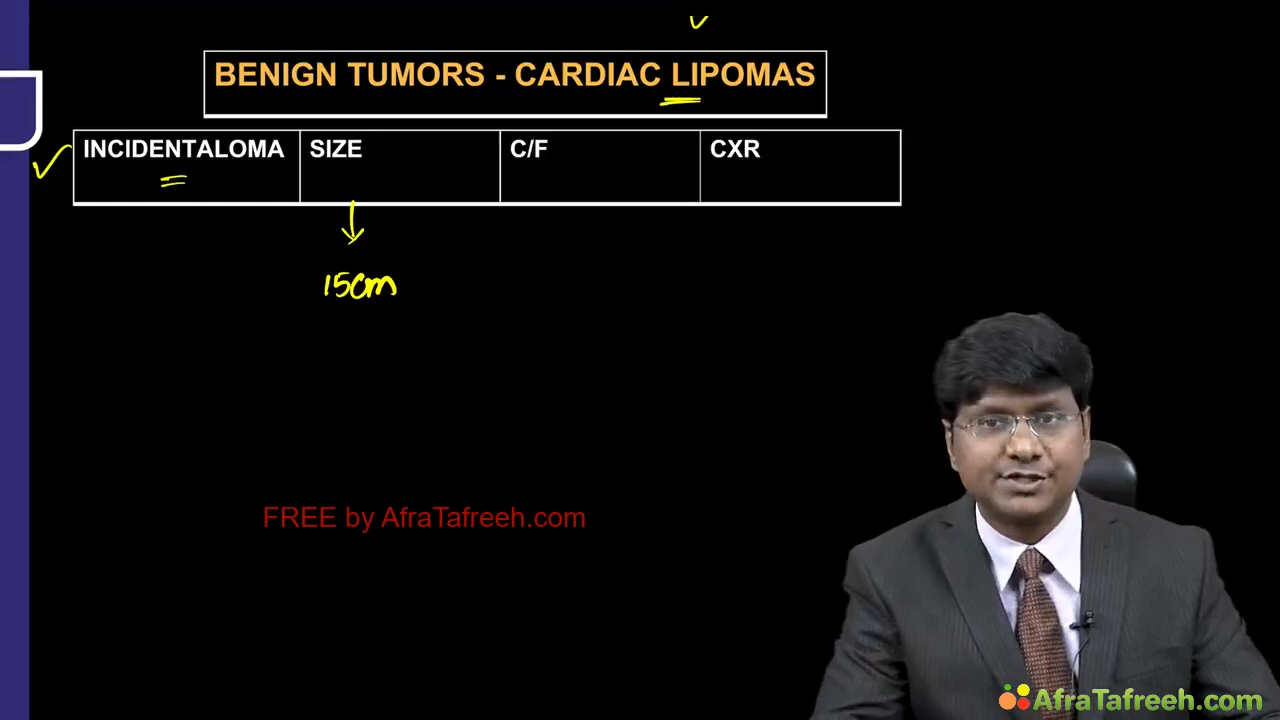 BENIGN TUMORS - CARDIAC LIPOMAS
INCIDENTALOMA SIZE C/F CXR
15cm
FREE by AfraTafreeh.com
AfraTafreeh.com